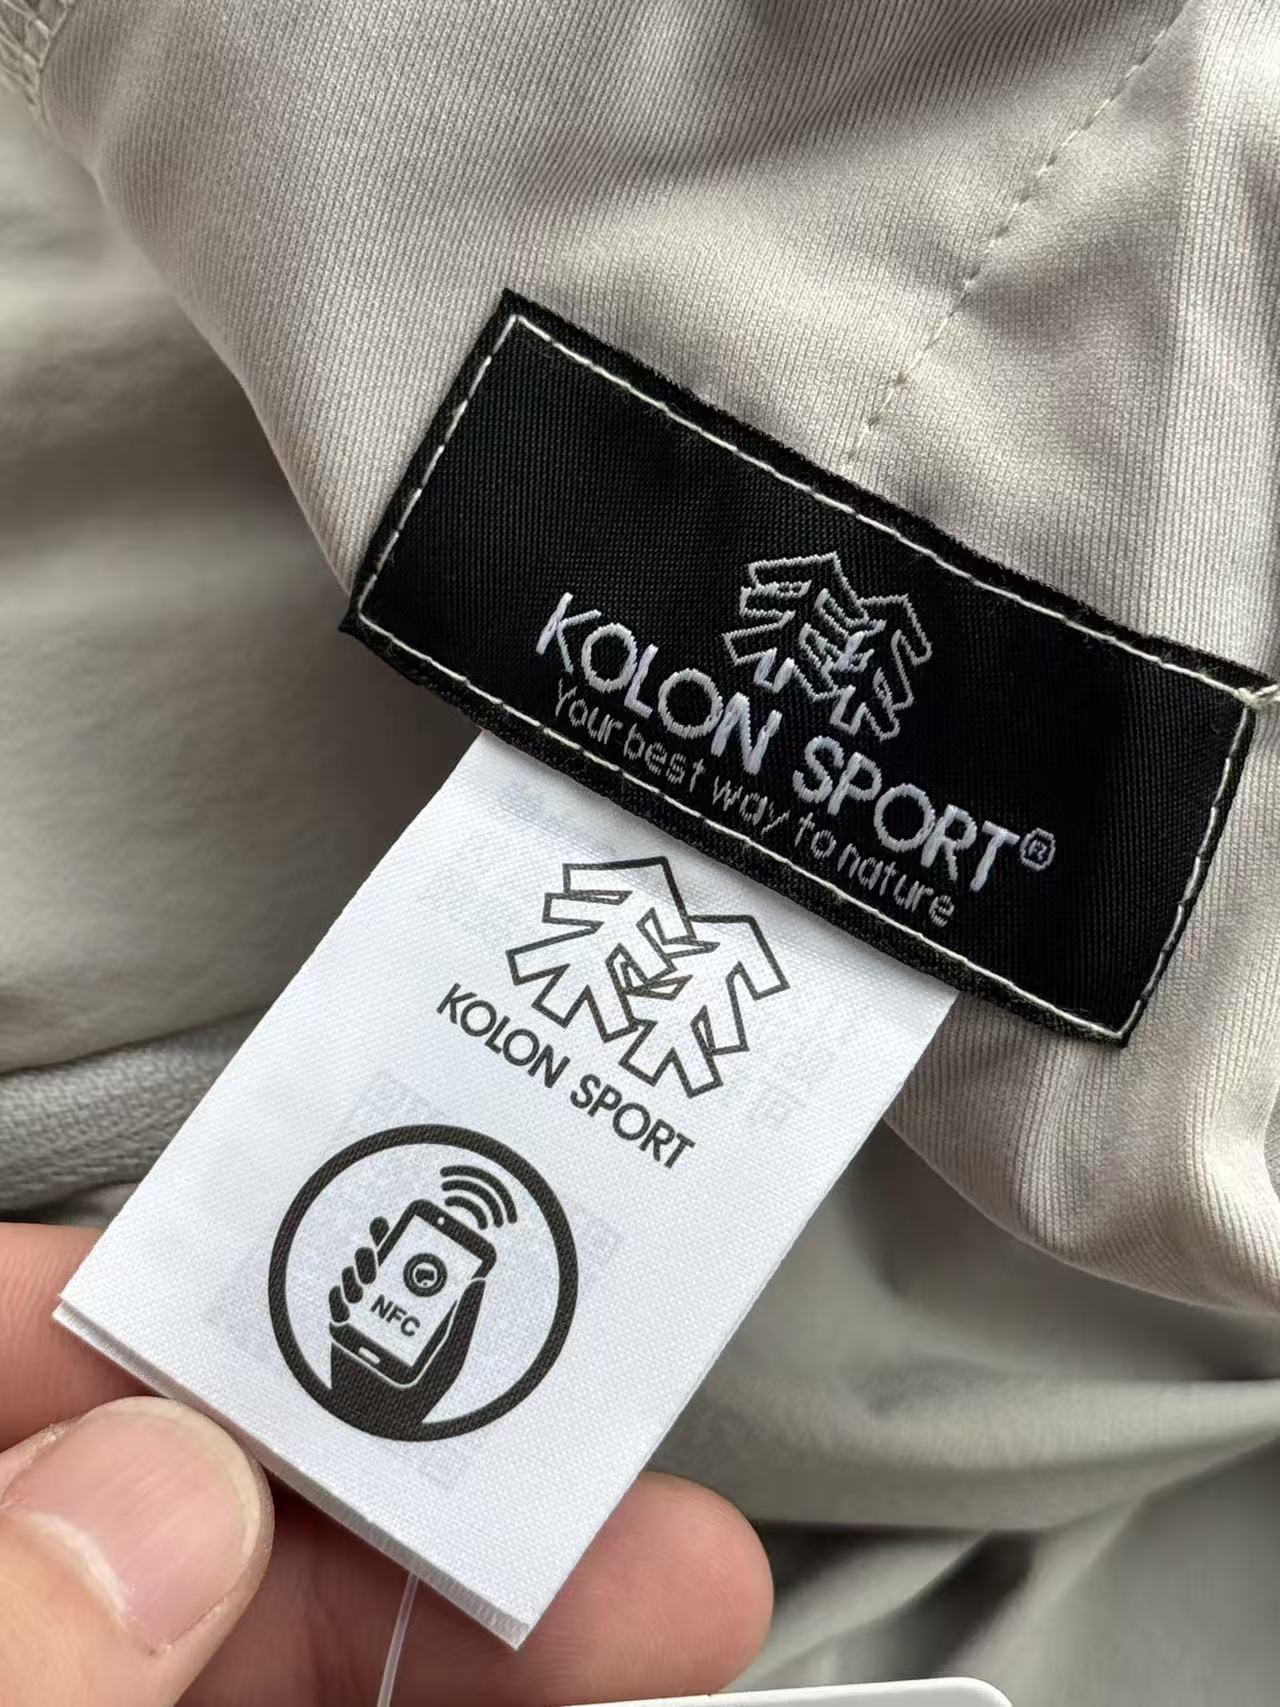 KOLON SPORT®
Your best way to nature
KOLON SPORT
NFC